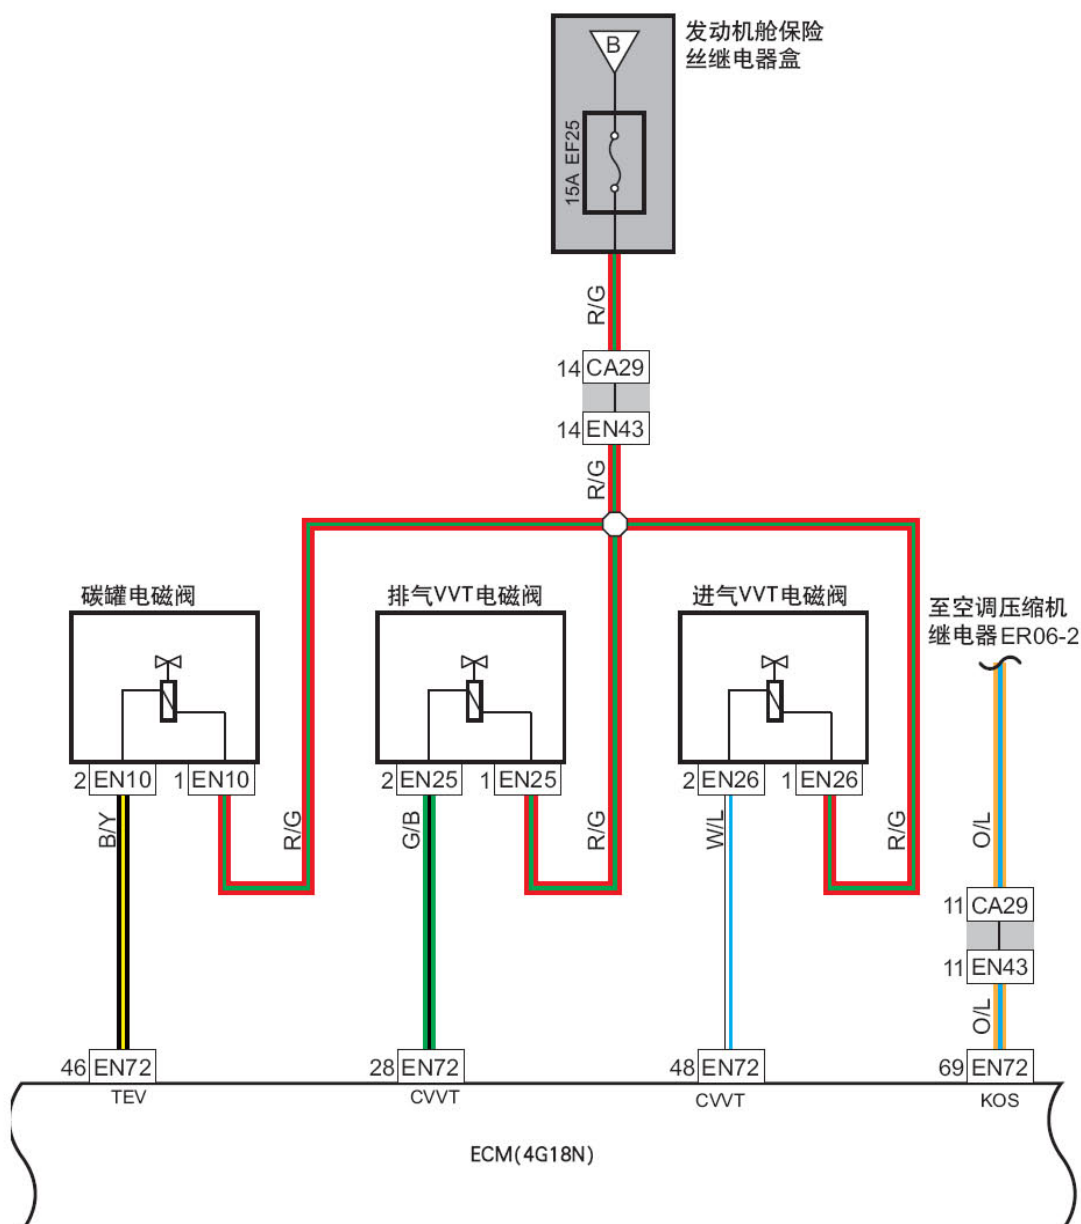 发动机舱保险
丝继电器盒
B
15A EF25
R/G
14 CA29
14 EN43
R/G
碳罐电磁阀
排气VVT电磁阀
进气VVT电磁阀
至空调压缩机
继电器ER06-2
2 EN10
1 EN10
2 EN25
1 EN25
2 EN26
1 EN26
B/Y
R/G
G/B
R/G
W/L
R/G
O/L
11 CA29
11 EN43
O/L
46 EN72
28 EN72
48 EN72
69 EN72
TEV
CVVT
CVVT
KOS
ECM(4G18N)